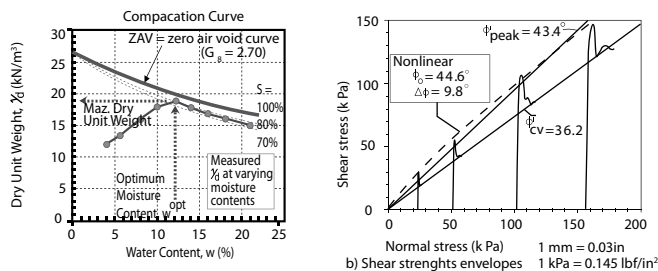 Compacation Curve
ZAV = zero air void curve
(G s = 2.70)
Dry Unit Weight, γd (kN/m³)
30
25
20
15
10
5
0
Maz. Dry
Unit Weight
S =
100%
80%
70%
Optimum
Moisture
Content, w opt
Measured
γd at varying
moisture
contents
0 5 10 15 20 25
Water Content, w (%)
Shear stress (k Pa)
150
100
50
0
ϕ'peak = 43.4°
Nonlinear
ϕo = 44.6°
Δϕ = 9.8°
ϕ'cv=36.2
0 50 100 150 200
Normal stress (k Pa) 1 mm = 0.03in
b) Shear strenghts envelopes 1 kPa = 0.145 lbf/in²